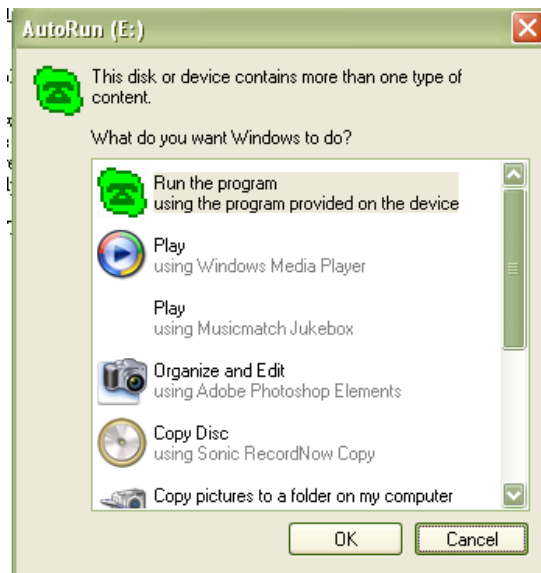 AutoRun (E:)
This disk or device contains more than one type of
content.
What do you want Windows to do?
Run the program
using the program provided on the device
Play
using Windows Media Player
Play
using Musicmatch Jukebox
Organize and Edit
using Adobe Photoshop Elements
Copy Disc
using Sonic RecordNow Copy
Copy pictures to a folder on my computer
OK
Cancel